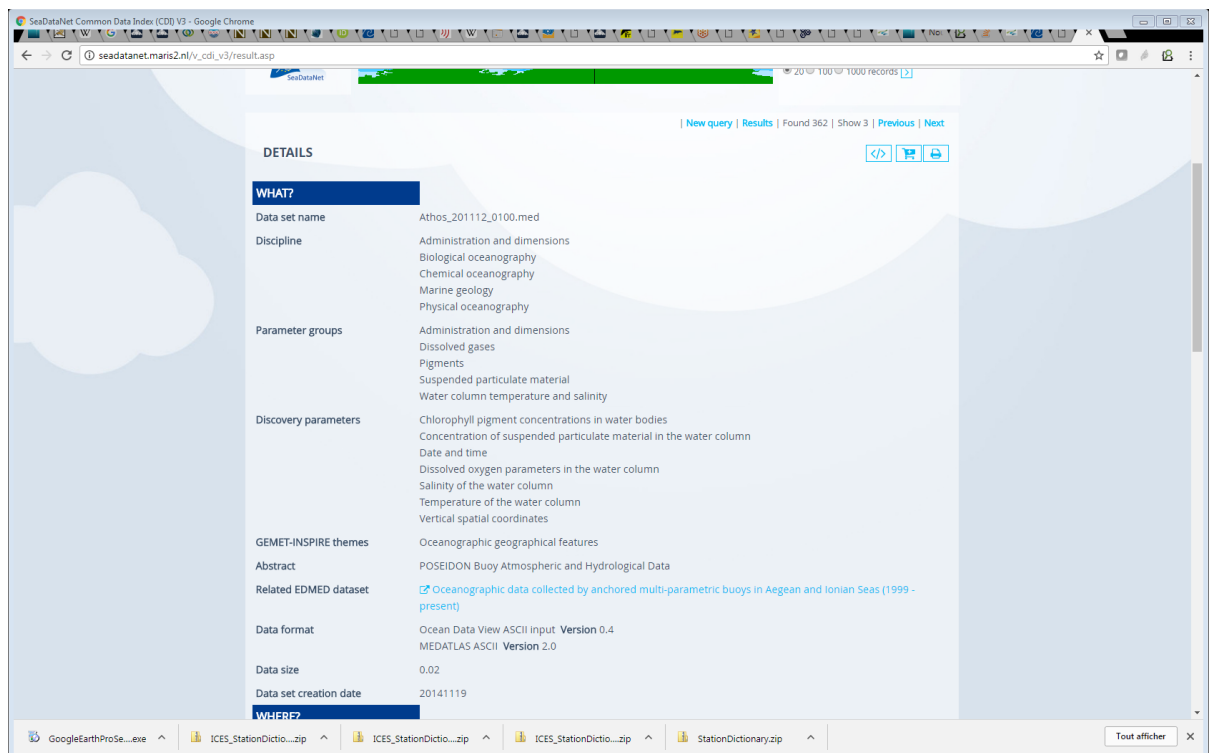 SeaDataNet Common Data Index (CDI) V3 - Google Chrome
seadatanet.maris2.nl/v_cdi_v3/result.asp
SeaDataNet
20 100 1000 records
| New query | Results | Found 362 | Show 3 | Previous | Next
DETAILS
WHAT?
Data set name Athos_201112_0100.med
Discipline Administration and dimensions
Biological oceanography
Chemical oceanography
Marine geology
Physical oceanography
Parameter groups Administration and dimensions
Dissolved gases
Pigments
Suspended particulate material
Water column temperature and salinity
Discovery parameters Chlorophyll pigment concentrations in water bodies
Concentration of suspended particulate material in the water column
Date and time
Dissolved oxygen parameters in the water column
Salinity of the water column
Temperature of the water column
Vertical spatial coordinates
GEMET-INSPIRE themes Oceanographic geographical features
Abstract POSEIDON Buoy Atmospheric and Hydrological Data
Related EDMED dataset Oceanographic data collected by anchored multi-parametric buoys in Aegean and Ionian Seas (1999 -
present)
Data format Ocean Data View ASCII input Version 0.4
MEDATLAS ASCII Version 2.0
Data size 0.02
Data set creation date 20141119
WHERE?
GoogleEarthProSe....exe ICES_StationDictio....zip ICES_StationDictio....zip ICES_StationDictio....zip StationDictionary.zip Tout afficher